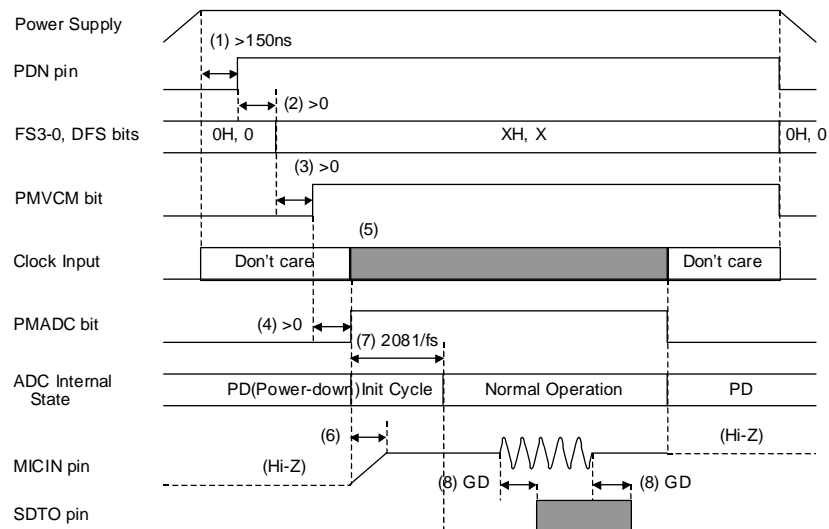 Power Supply
(1) >150ns
PDN pin
(2) >0
FS3-0, DFS bits
0H, 0
XH, X
0H, 0
(3) >0
PMVCM bit
(5)
Clock Input
Don't care
Don't care
PMADC bit
(4) >0
(7) 2081/fs
ADC Internal
State
PD(Power-down)
Init Cycle
Normal Operation
PD
(6)
(Hi-Z)
MICIN pin
(Hi-Z)
(8) GD
(8) GD
SDTO pin